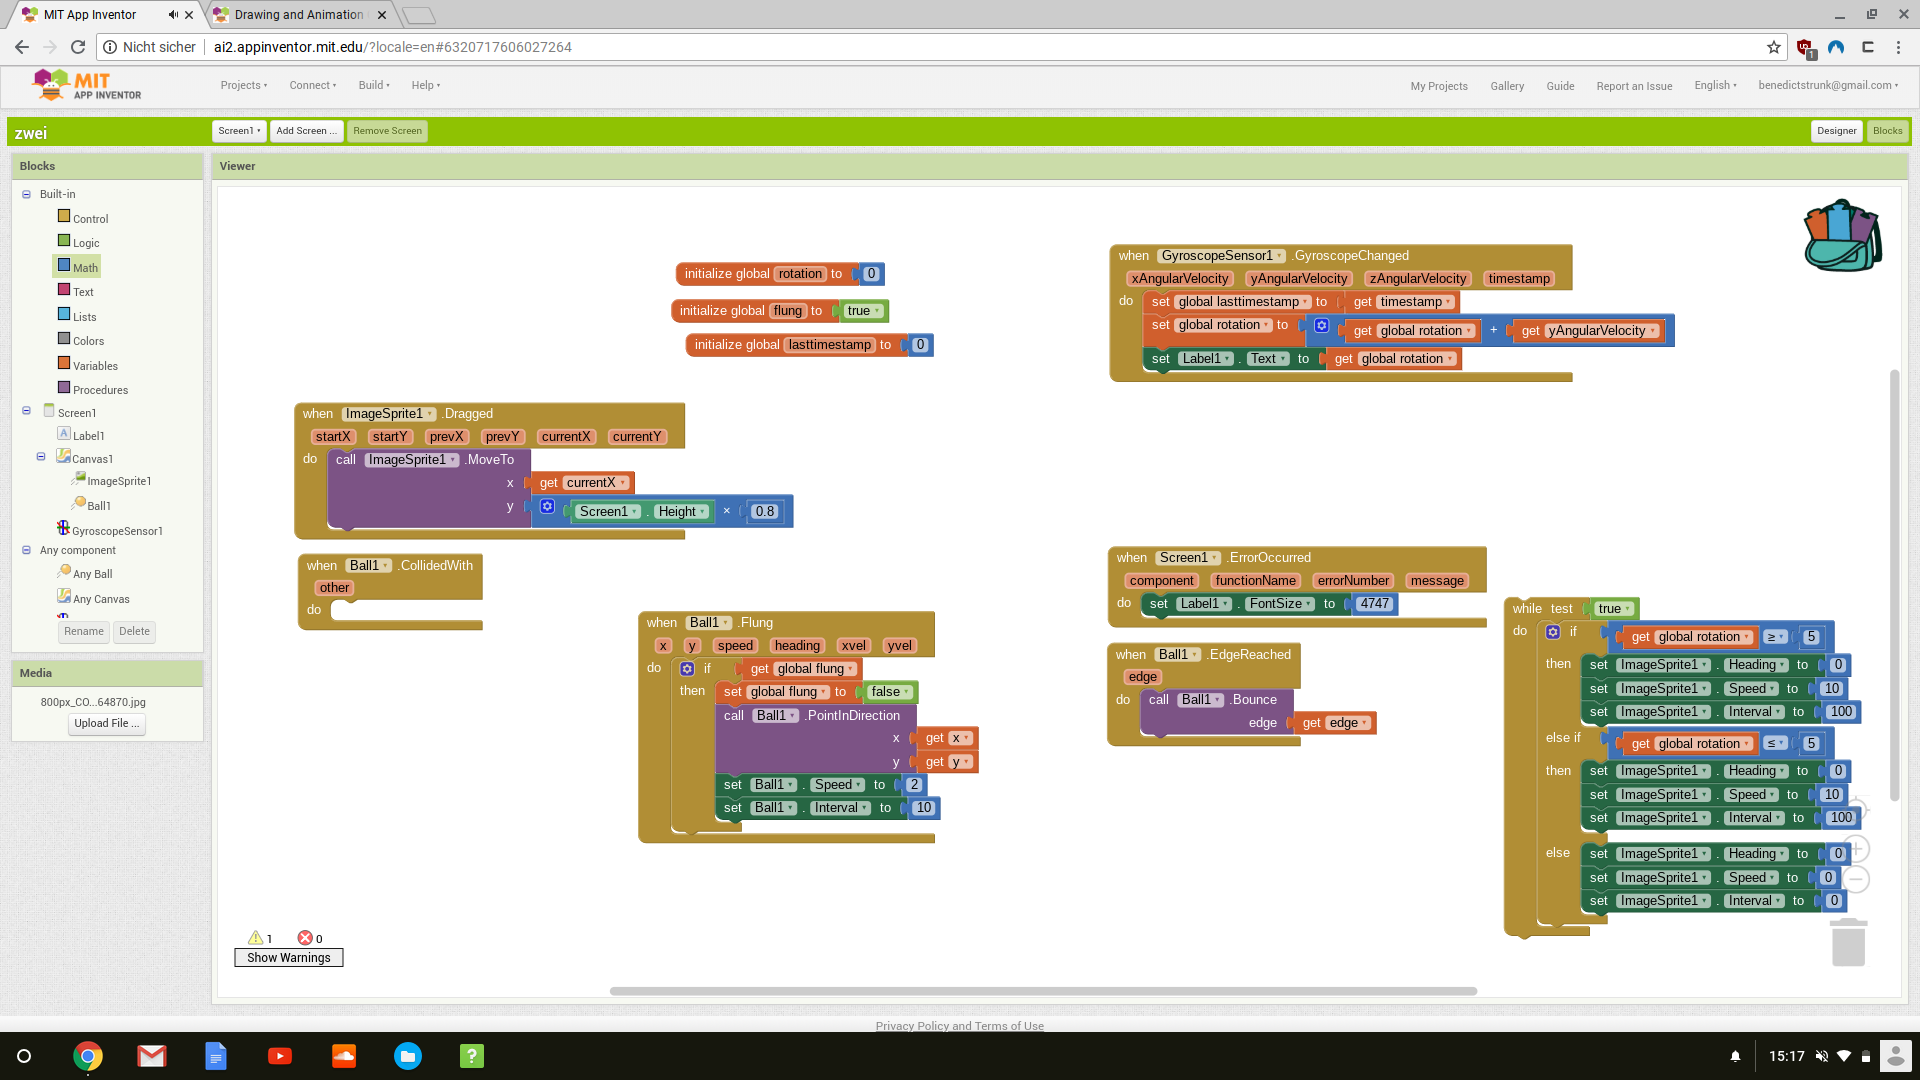 MIT App Inventor
Drawing and Animation
Nicht sicher
ai2.appinventor.mit.edu/?locale=en#6320717606027264
1
MIT
APP INVENTOR
Projects
Connect
Build
Help
My Projects
Gallery
Guide
Report an Issue
English
benedictstrunk@gmail.com
zwei
Screen1
Add Screen ...
Remove Screen
Designer
Blocks
Blocks
Viewer
Built-in
Control
Logic
Math
Text
Lists
Colors
Variables
Procedures
Screen1
Label1
Canvas1
ImageSprite1
Ball1
GyroscopeSensor1
Any component
Any Ball
Any Canvas
Rename
Delete
Media
800px_CO...64870.jpg
Upload File ...
initialize global rotation to 0
initialize global flung to true
initialize global lasttimestamp to 0
when GyroscopeSensor1 .GyroscopeChanged
xAngularVelocity yAngularVelocity zAngularVelocity timestamp
do set global lasttimestamp to get timestamp
set global rotation to get global rotation + get yAngularVelocity
set Label1 . Text to get global rotation
when ImageSprite1 .Dragged
startX startY prevX prevY currentX currentY
do call ImageSprite1 .MoveTo
x get currentX
y Screen1 . Height × 0.8
when Ball1 .CollidedWith
other
do
when Ball1 .Flung
x y speed heading xvel yvel
do if get global flung
then set global flung to false
call Ball1 .PointInDirection
x get x
y get y
set Ball1 . Speed to 2
set Ball1 . Interval to 10
when Screen1 .ErrorOccurred
component functionName errorNumber message
do set Label1 . FontSize to 4747
when Ball1 .EdgeReached
edge
do call Ball1 .Bounce
edge get edge
while test true
do if get global rotation ≥ 5
then set ImageSprite1 . Heading to 0
set ImageSprite1 . Speed to 10
set ImageSprite1 . Interval to 100
else if get global rotation ≤ 5
then set ImageSprite1 . Heading to 0
set ImageSprite1 . Speed to 10
set ImageSprite1 . Interval to 100
else set ImageSprite1 . Heading to 0
set ImageSprite1 . Speed to 0
set ImageSprite1 . Interval to 0
1
0
Show Warnings
Privacy Policy and Terms of Use
15:17